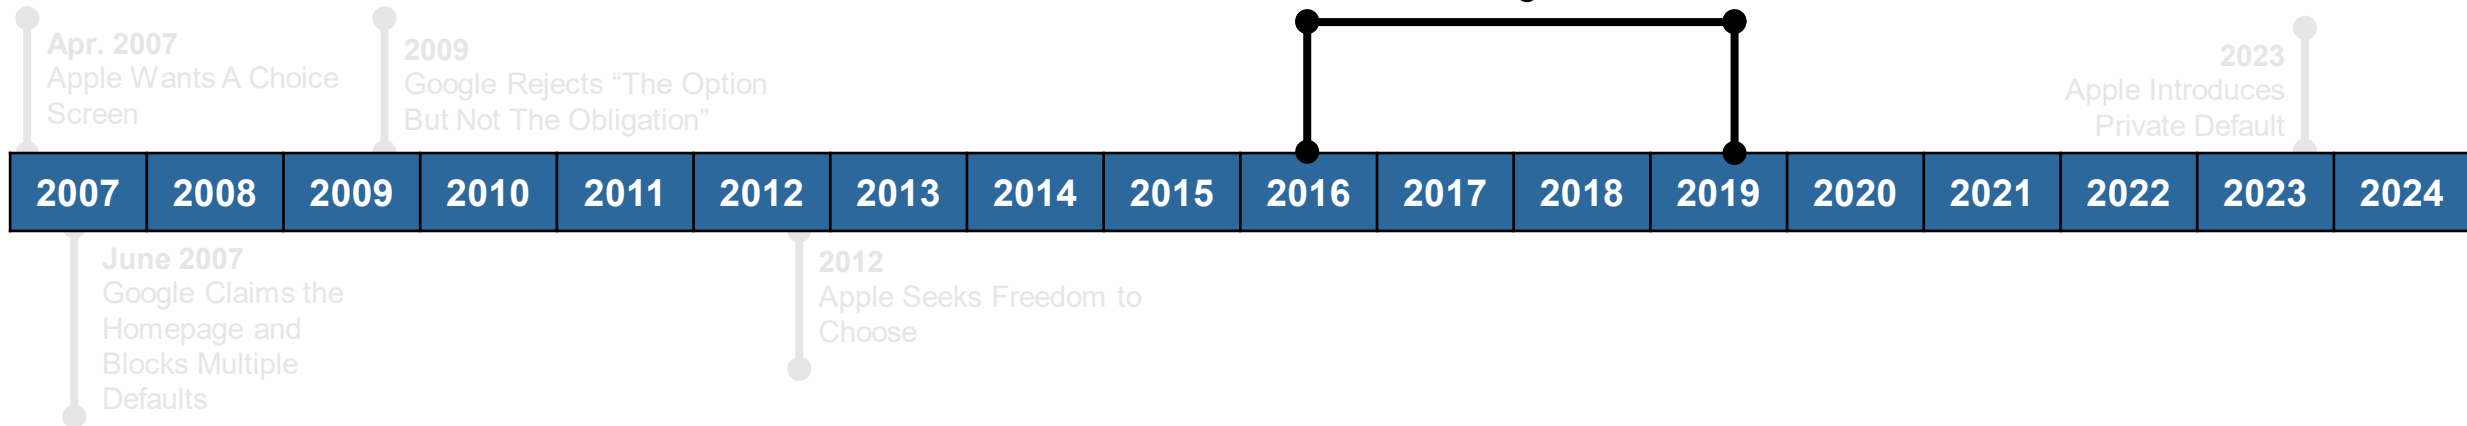 Apr. 2007
Apple Wants A Choice
Screen
2009
Google Rejects “The Option
But Not The Obligation”
2023
Apple Introduces
Private Default
2007 2008 2009 2010 2011 2012 2013 2014 2015 2016 2017 2018 2019 2020 2021 2022 2023 2024
June 2007
Google Claims the
Homepage and
Blocks Multiple
Defaults
2012
Apple Seeks Freedom to
Choose